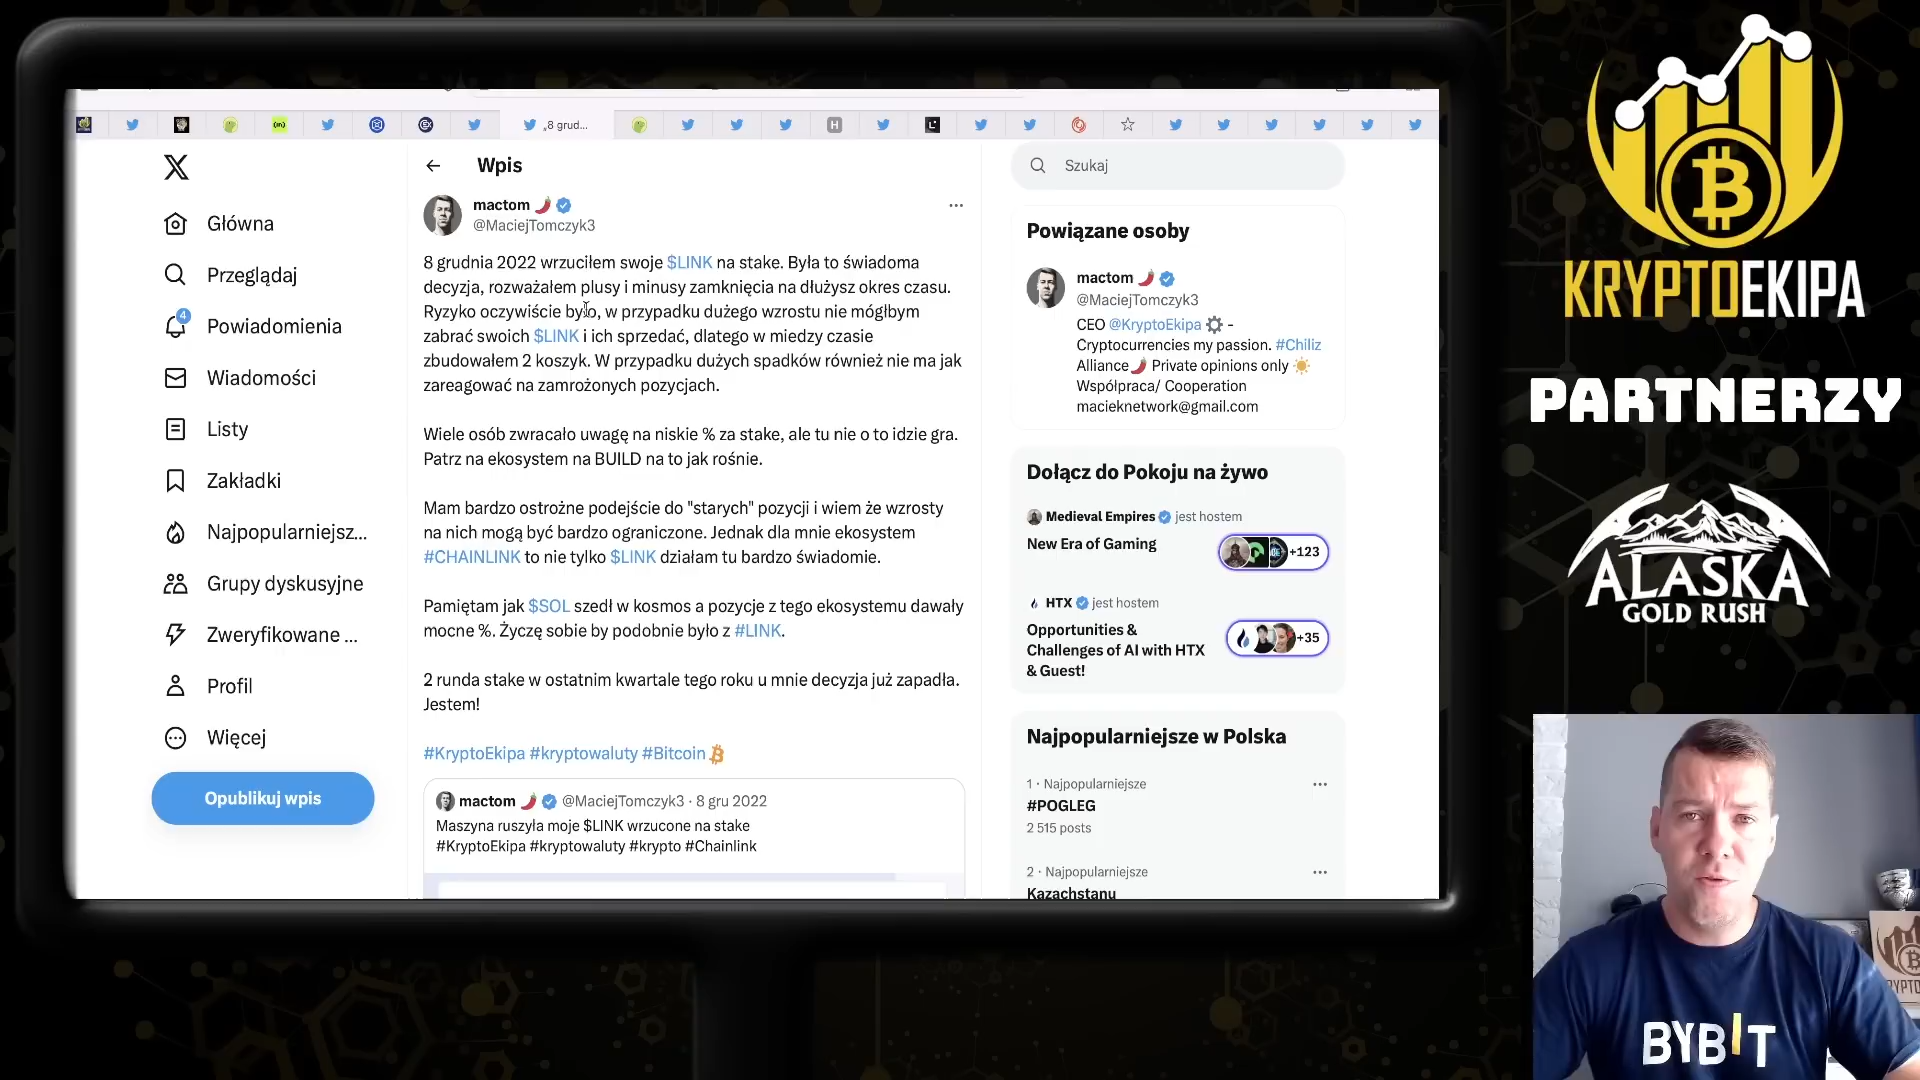 „8 grud...
Wpis
Szukaj
mactom
@MaciejTomczyk3
8 grudnia 2022 wrzuciłem swoje $LINK na stake. Była to świadoma
decyzja, rozważałem plusy i minusy zamknięcia na dłuższ okres czasu.
Ryzyko oczywiście było, w przypadku dużego wzrostu nie mógłbym
zabrać swoich $LINK i ich sprzedać, dlatego w miedzy czasie
zbudowałem 2 koszyk. W przypadku dużych spadków również nie ma jak
zareagować na zamrożonych pozycjach.
Wiele osób zwracało uwagę na niskie % za stake, ale tu nie o to idzie gra.
Patrz na ekosystem na BUILD na to jak rośnie.
Mam bardzo ostrożne podejście do "starych" pozycji i wiem że wzrosty
na nich mogą być bardzo ograniczone. Jednak dla mnie ekosystem
#CHAINLINK to nie tylko $LINK działam tu bardzo świadomie.
Pamiętam jak $SOL szedł w kosmos a pozycje z tego ekosystemu dawały
mocne %. Życzę sobie by podobnie było z #LINK.
2 runda stake w ostatnim kwartale tego roku u mnie decyzja już zapadła.
Jestem!
#KryptoEkipa #kryptowaluty #Bitcoin
mactom @MaciejTomczyk3 · 8 gru 2022
Maszyna ruszyła moje $LINK wrzucone na stake
#KryptoEkipa #kryptowaluty #krypto #Chainlink
Główna
Przeglądaj
4
Powiadomienia
Wiadomości
Listy
Zakładki
Najpopularniejsz...
Grupy dyskusyjne
Zweryfikowane ...
Profil
Więcej
Opublikuj wpis
Powiązane osoby
mactom
@MaciejTomczyk3
CEO @KryptoEkipa -
Cryptocurrencies my passion. #Chiliz
Alliance Private opinions only
Współpraca/ Cooperation
macieknetwork@gmail.com
Dołącz do Pokoju na żywo
Medieval Empires jest hostem
New Era of Gaming
+123
HTX jest hostem
Opportunities &
Challenges of AI with HTX
& Guest!
+35
Najpopularniejsze w Polska
1 · Najpopularniejsze
#POGLEG
2 515 posts
2 · Najpopularniejsze
Kazachstanu
KRYPTOEKIPA
PARTNERZY
ALASKA
GOLD RUSH
BYBIT